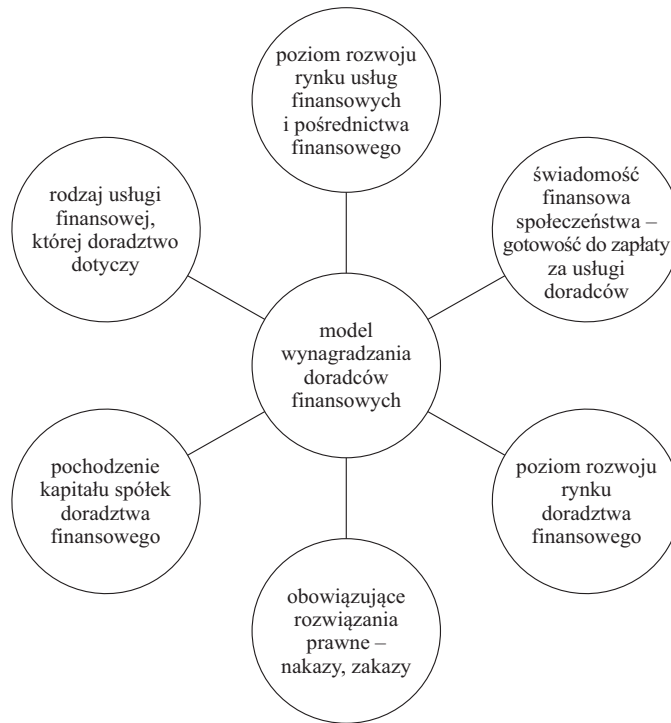 poziom rozwoju
rynku usług
finansowych
i pośrednictwa
finansowego
rodzaj usługi
finansowej,
której doradztwo
dotyczy
świadomość
finansowa
społeczeństwa –
gotowość do zapłaty
za usługi
doradców
model
wynagradzania
doradców
finansowych
pochodzenie
kapitału spółek
doradztwa
finansowego
poziom rozwoju
rynku
doradztwa
finansowego
obowiązujące
rozwiązania
prawne –
nakazy, zakazy